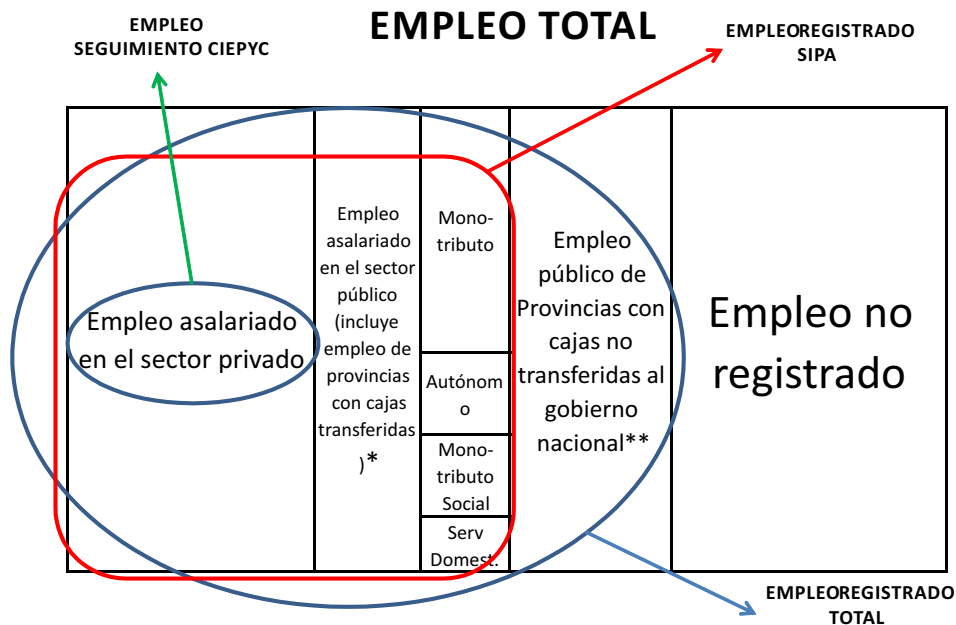 EMPLEO TOTAL
EMPLEO
SEGUIMIENTO CIEPYC
EMPLEOREGISTRADO
SIPA
Empleo asalariado
en el sector privado
Empleo
asalariado
en el sector
público
(incluye
empleo de
provincias
con cajas
transferidas
)*
Mono-
tributo
Autónom
o
Mono-
tributo
Social
Serv
Domest.
Empleo
público de
Provincias con
cajas no
transferidas al
gobierno
nacional**
Empleo no
registrado
EMPLEOREGISTRADO
TOTAL